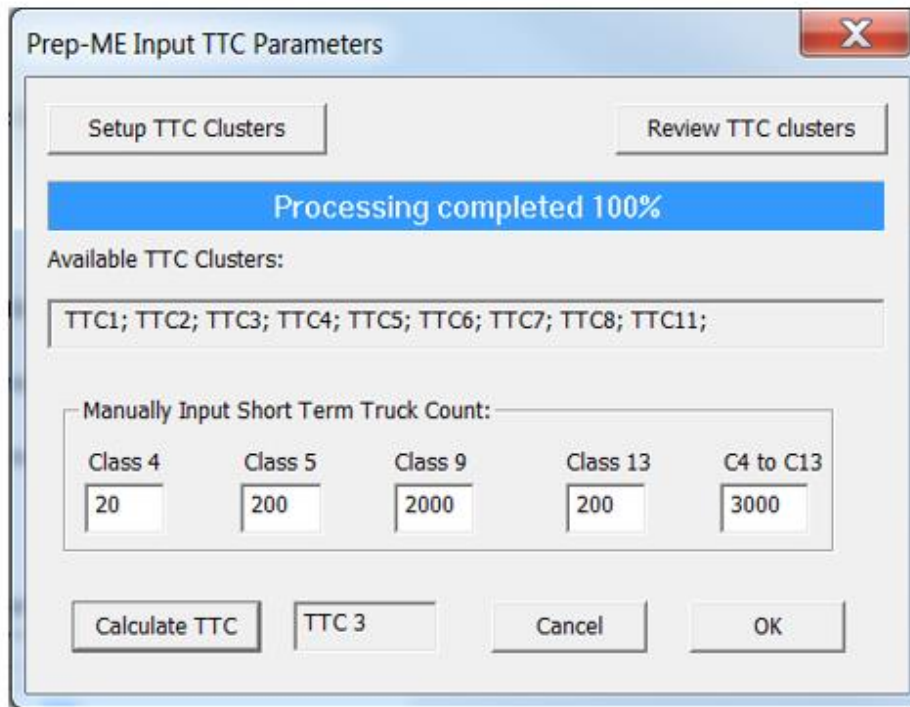 Prep-ME Input TTC Parameters
Setup TTC Clusters Review TTC clusters
Processing completed 100%
Available TTC Clusters:
TTC1; TTC2; TTC3; TTC4; TTC5; TTC6; TTC7; TTC8; TTC11;
Manually Input Short Term Truck Count:
Class 4 Class 5 Class 9 Class 13 C4 to C13
20 200 2000 200 3000
Calculate TTC TTC 3 Cancel OK